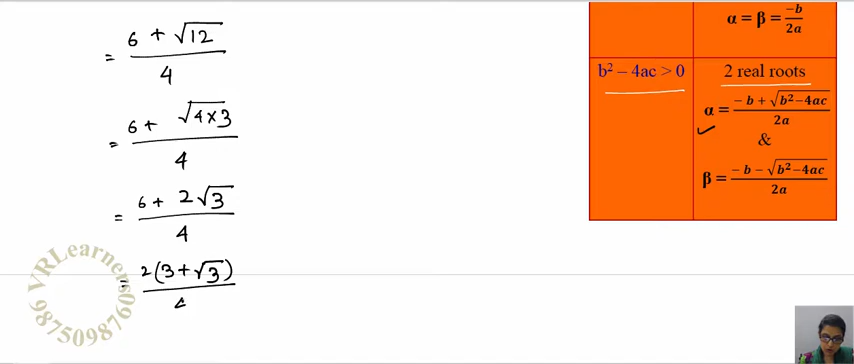 = (6 + √12) / 4
= (6 + √(4×3)) / 4
= (6 + 2√3) / 4
= 2(3 + √3) / 4
α = β = -b / 2a
b² – 4ac > 0
2 real roots
α = (– b + √(b²–4ac)) / 2a
&
β = (– b – √(b²–4ac)) / 2a
VRLearners
9875098760